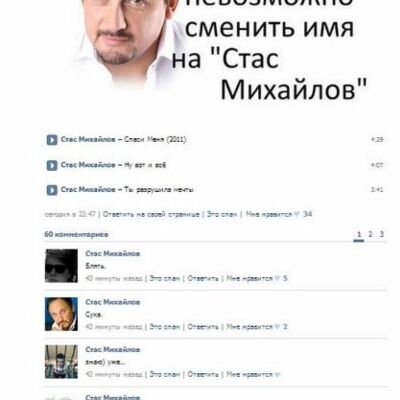 невозможно
сменить имя
на "Стас
Михайлов"
Стас Михайлов – Спаси Меня (2011) 4:29
Стас Михайлов – Ну вот и всё 4:07
Стас Михайлов – Ты разрушила мечты 3:41
сегодня в 22:47 | Ответить на своей странице | Это спам | Мне нравится 34
60 комментариев 1 2 3
Стас Михайлов
Блять.
43 минуты назад | Это спам | Ответить | Мне нравится 5
Стас Михайлов
Сука.
42 минуты назад | Это спам | Ответить | Мне нравится 2
Стас Михайлов
знаю) уже...
42 минуты назад | Это спам | Ответить | Мне нравится
Стас Михайлов